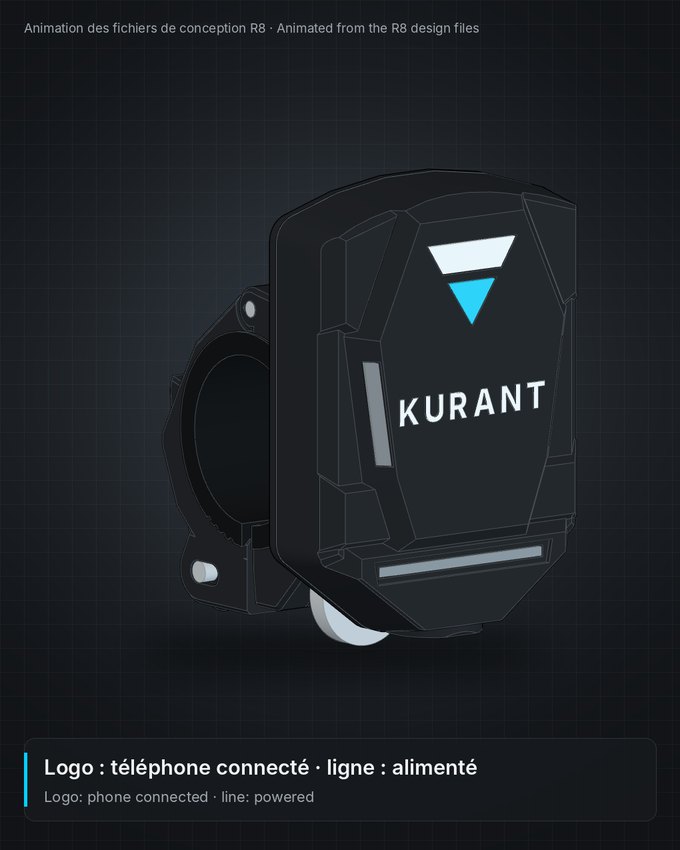 Animation des fichiers de conception R8 · Animated from the R8 design files
KURANT
Logo : téléphone connecté · ligne : alimenté
Logo: phone connected · line: powered